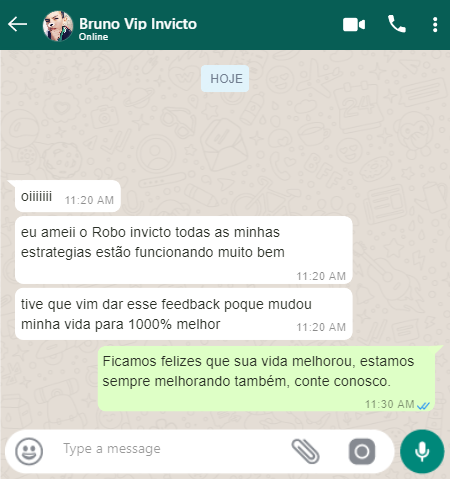 Bruno Vip Invicto
Online
HOJE
oiiiiiii 11:20 AM
eu ameii o Robo invicto todas as minhas
estrategias estão funcionando muito bem
11:20 AM
tive que vim dar esse feedback poque mudou
minha vida para 1000% melhor 11:20 AM
Ficamos felizes que sua vida melhorou, estamos
sempre melhorando também, conte conosco.
11:30 AM
Type a message